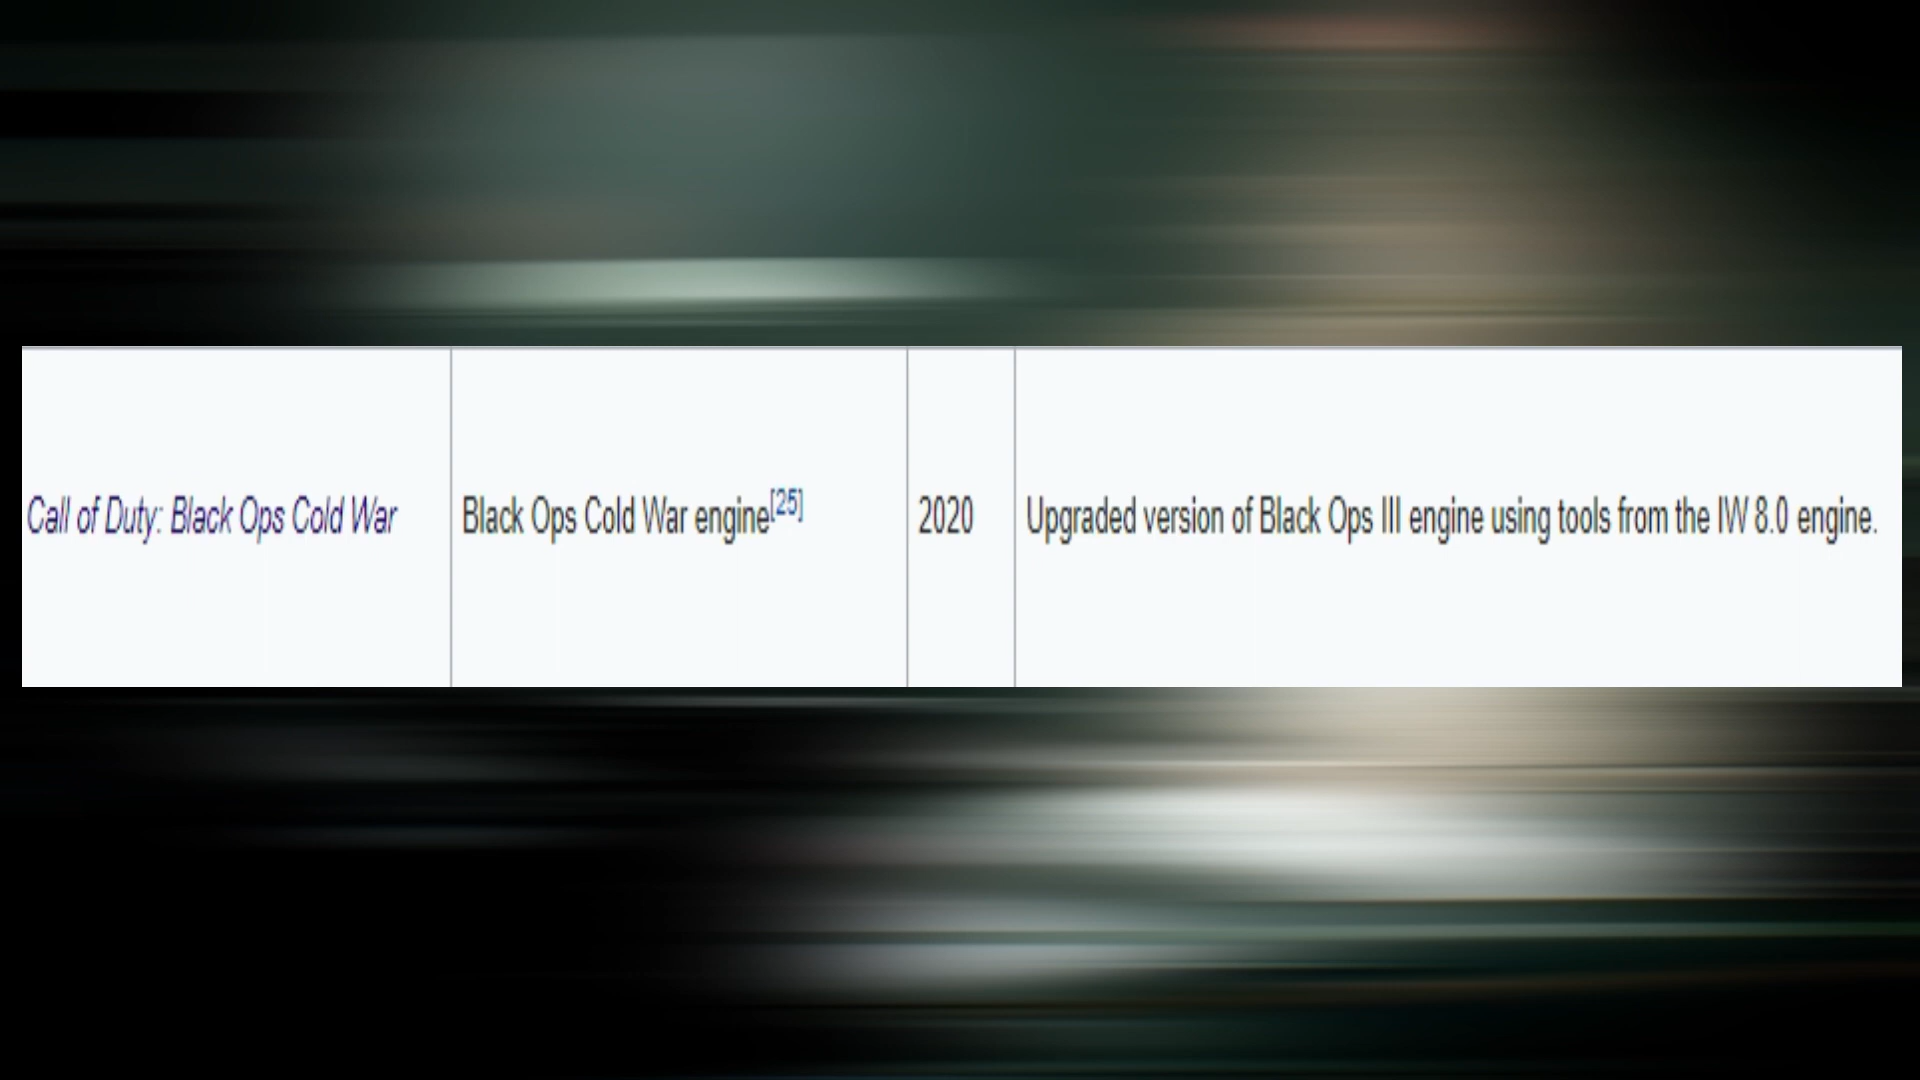 Call of Duty: Black Ops Cold War
Black Ops Cold War engine[25]
2020
Upgraded version of Black Ops III engine using tools from the IW 8.0 engine.